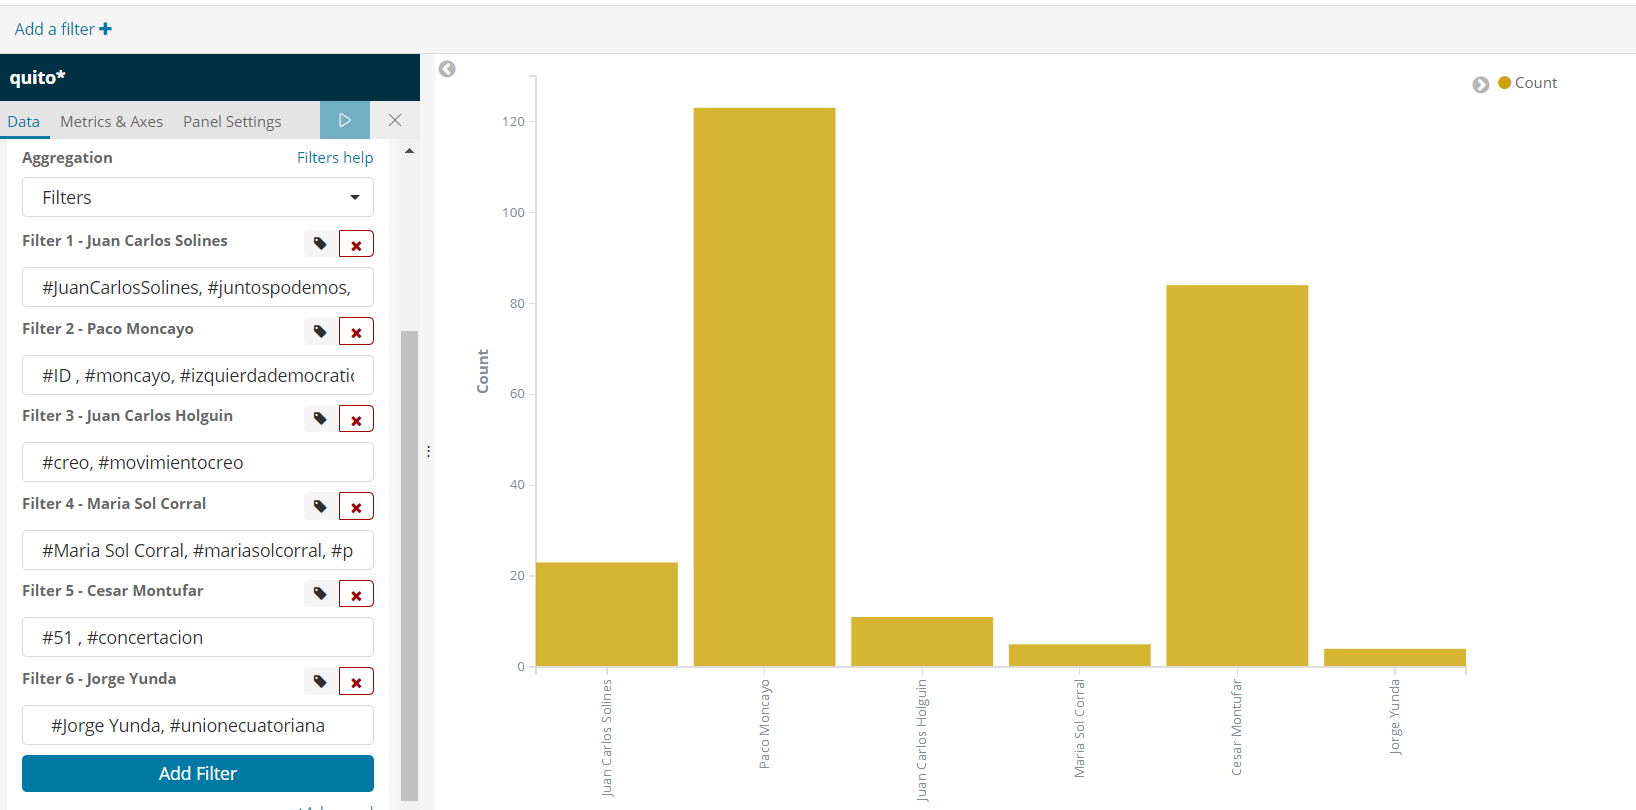 Add a filter
quito*
Data Metrics & Axes Panel Settings
Aggregation Filters help
Filters
Filter 1 - Juan Carlos Solines
#JuanCarlosSolines, #juntospodemos,
Filter 2 - Paco Moncayo
#ID , #moncayo, #izquierdademocratic
Filter 3 - Juan Carlos Holguin
#creo, #movimientocreo
Filter 4 - Maria Sol Corral
#Maria Sol Corral, #mariasolcorral, #p
Filter 5 - Cesar Montufar
#51 , #concertacion
Filter 6 - Jorge Yunda
#Jorge Yunda, #unionecuatoriana
Add Filter
Count
Count
120
100
80
60
40
20
0
Juan Carlos Solines
Paco Moncayo
Juan Carlos Holguin
Maria Sol Corral
Cesar Montufar
Jorge Yunda